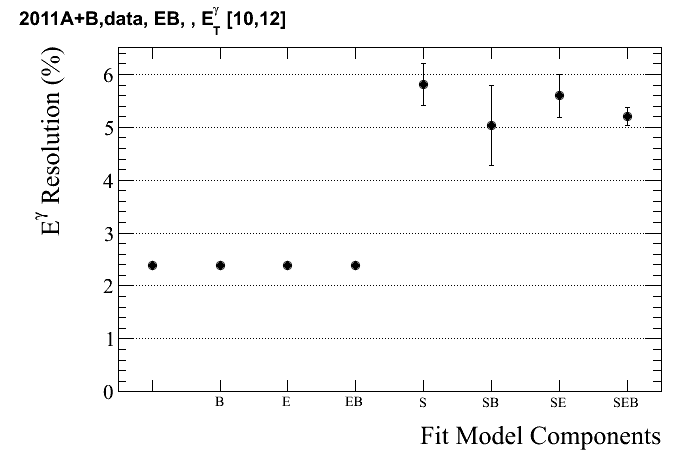 2011A+B,data, EB, , E_T^γ [10,12]
E^γ Resolution (%)
6
5
4
3
2
1
0
B E EB S SB SE SEB
Fit Model Components